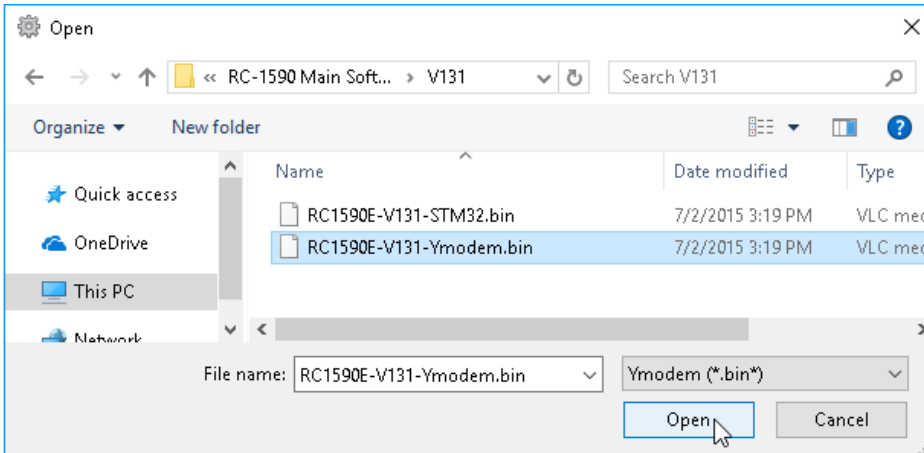 Open
« RC-1590 Main Soft... > V131
Search V131
Organize
New folder
Name
Date modified
Type
Quick access
OneDrive
This PC
Network
RC1590E-V131-STM32.bin
7/2/2015 3:19 PM
VLC med
RC1590E-V131-Ymodem.bin
7/2/2015 3:19 PM
VLC med
File name:
RC1590E-V131-Ymodem.bin
Ymodem (*.bin*)
Open
Cancel